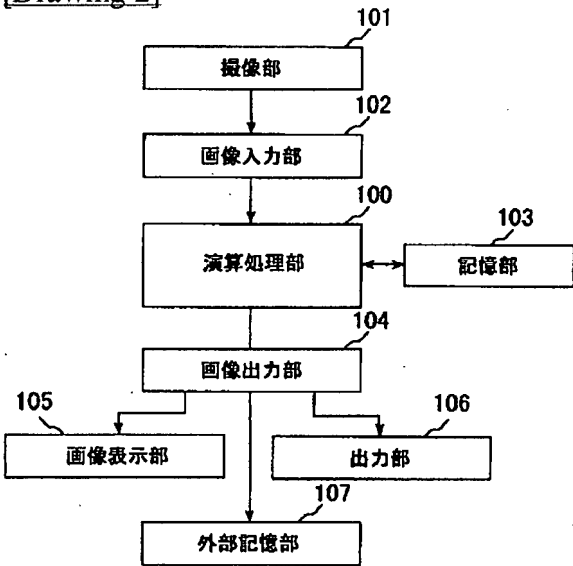 [Drawing 2]
101
撮像部
102
画像入力部
100
演算処理部
103
記憶部
104
画像出力部
105
画像表示部
106
出力部
107
外部記憶部